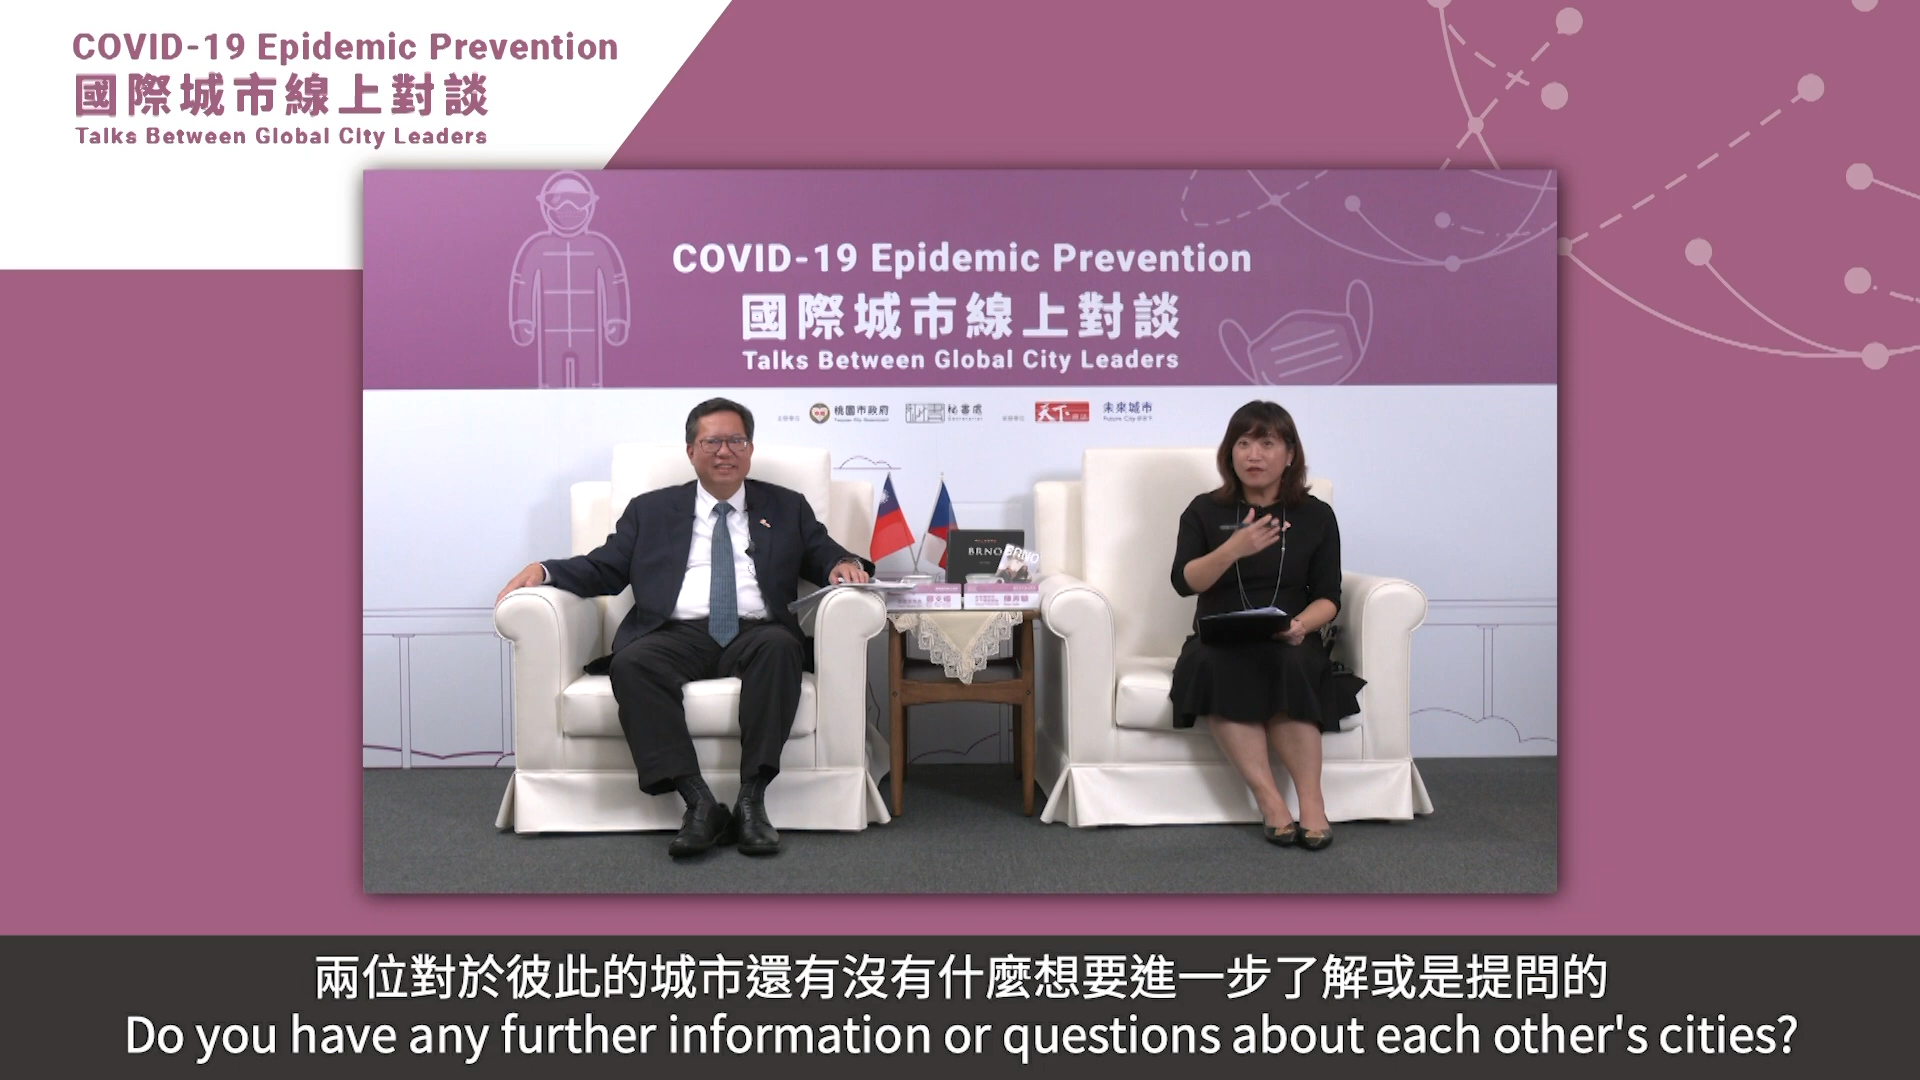 COVID-19 Epidemic Prevention
國際城市線上對談
Talks Between Global City Leaders
COVID-19 Epidemic Prevention
國際城市線上對談
Talks Between Global City Leaders
桃園市政府
秘書處
天下
未來城市
Future City
BRNO
BRNO
兩位對於彼此的城市還有沒有什麼想要進一步了解或是提問的
Do you have any further information or questions about each other's cities?